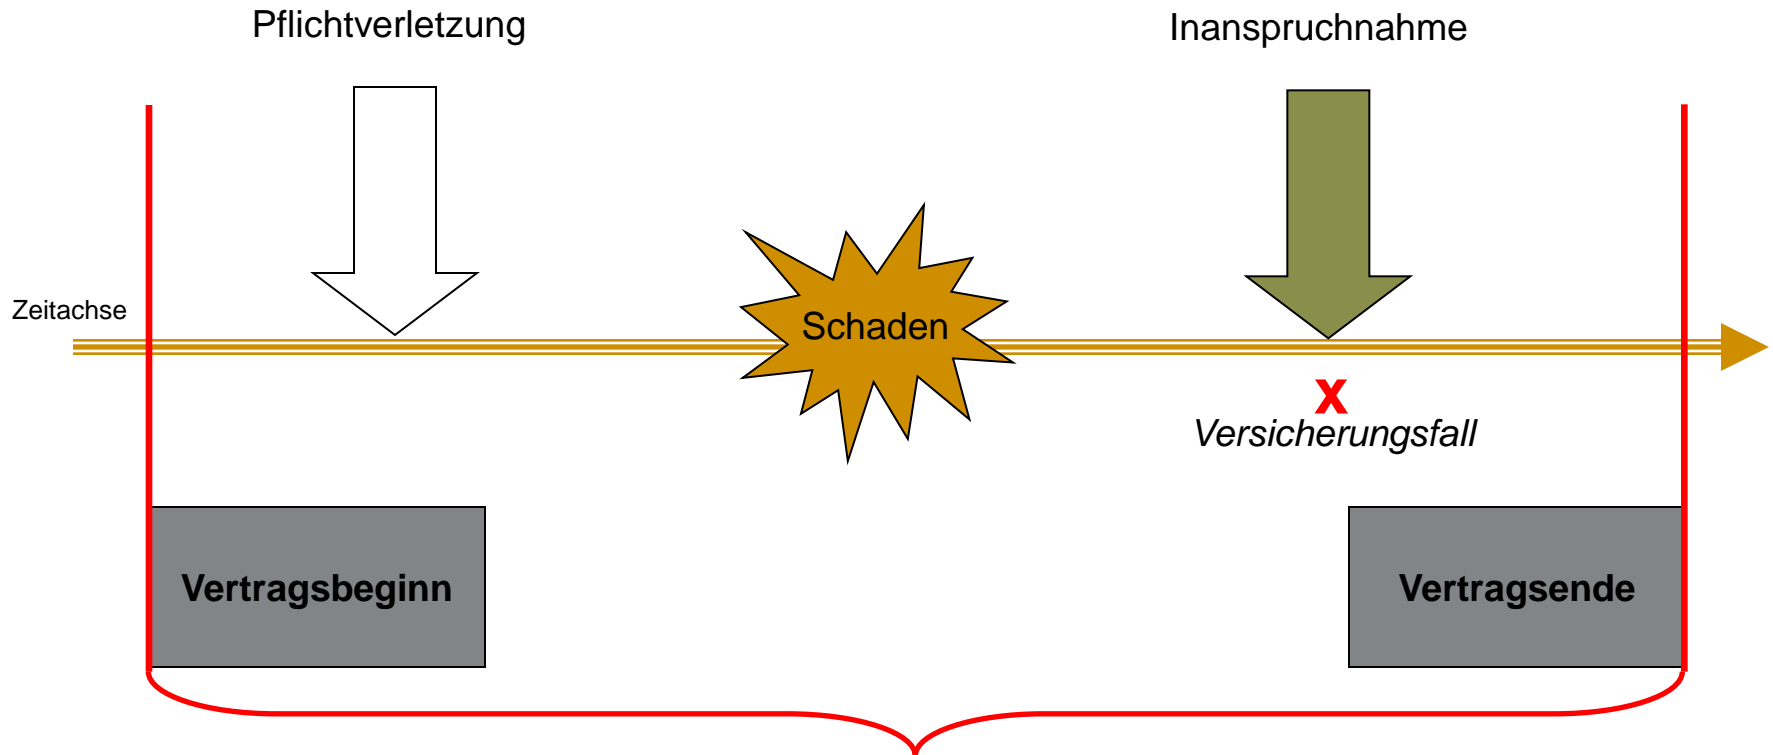 Pflichtverletzung
Inanspruchnahme
Zeitachse
Schaden
x
Versicherungsfall
Vertragsbeginn
Vertragsende